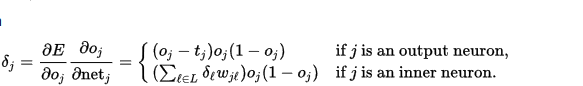 δ_j = ∂E/∂o_j ∂o_j/∂net_j = { (o_j − t_j)o_j(1 − o_j) if j is an output neuron,
(∑_{ℓ∈L} δ_ℓ w_{jℓ})o_j(1 − o_j) if j is an inner neuron.